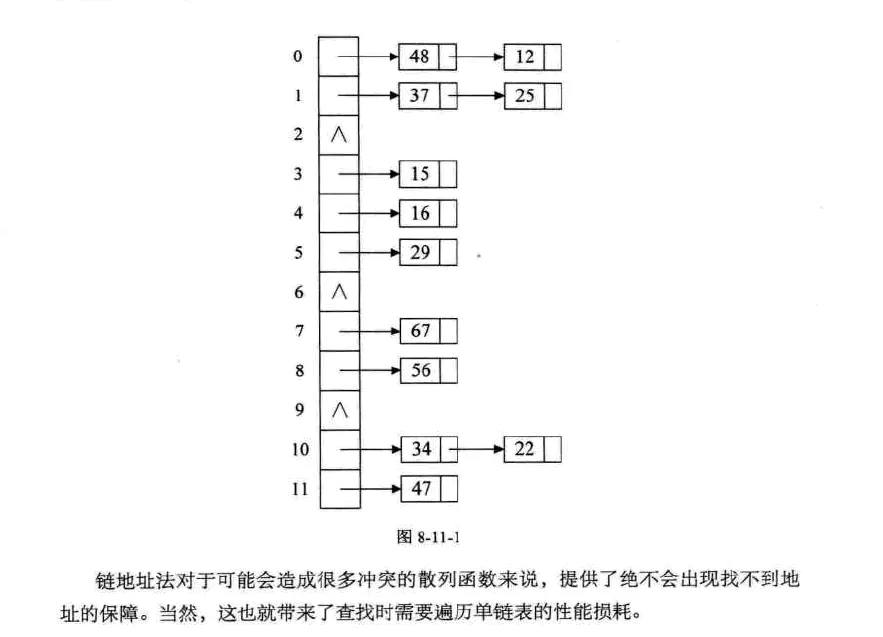 0 48 12
1 37 25
2 ∧
3 15
4 16
5 29
6 ∧
7 67
8 56
9 ∧
10 34 22
11 47
图 8-11-1
链地址法对于可能会造成很多冲突的散列函数来说，提供了绝不会出现找不到地
址的保障。当然，这也就带来了查找时需要遍历单链表的性能损耗。